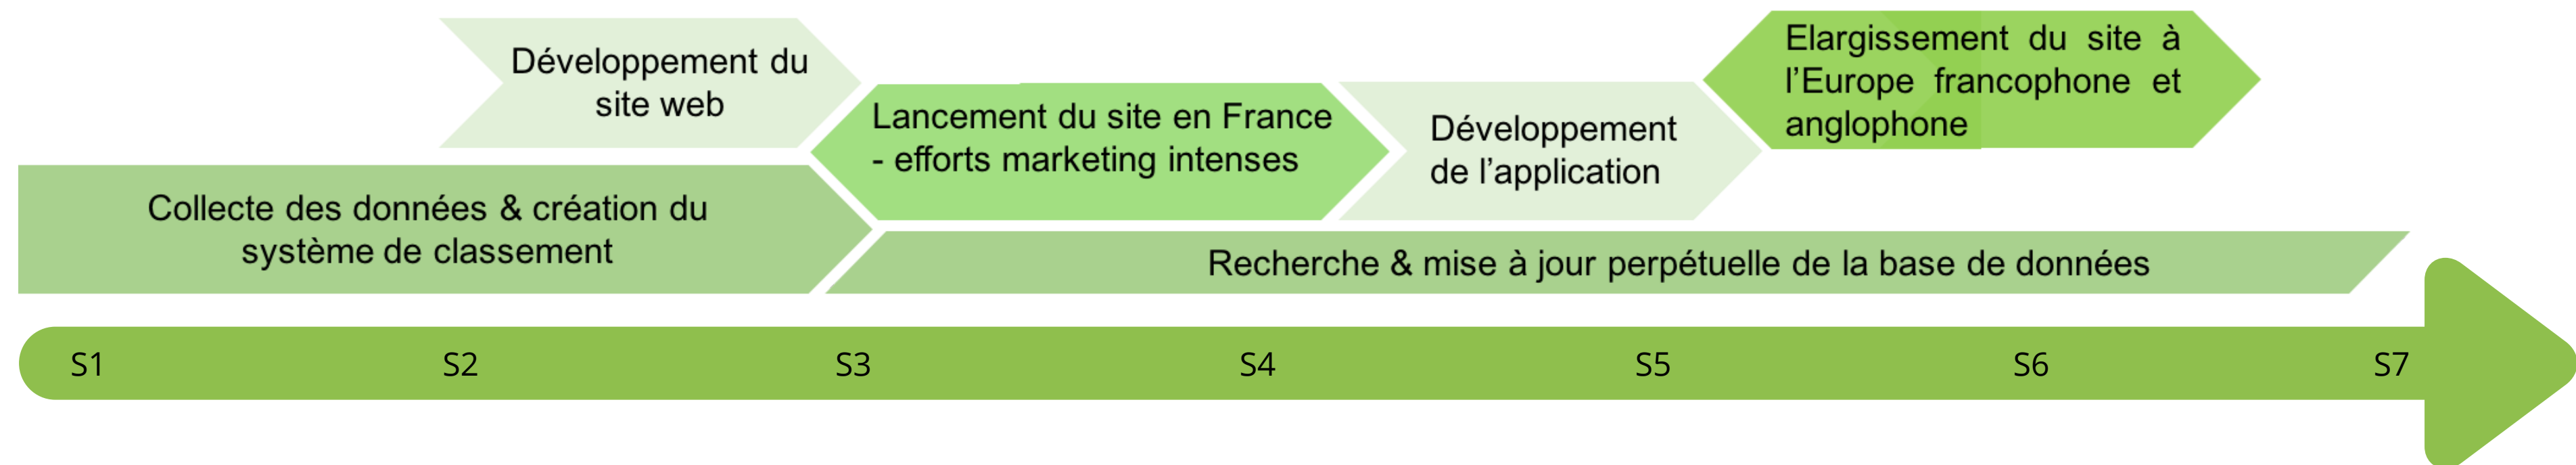 Développement du
site web
Elargissement du site à
l’Europe francophone et
anglophone
Lancement du site en France
- efforts marketing intenses
Développement
de l’application
Collecte des données & création du
système de classement
Recherche & mise à jour perpétuelle de la base de données
S1 S2 S3 S4 S5 S6 S7